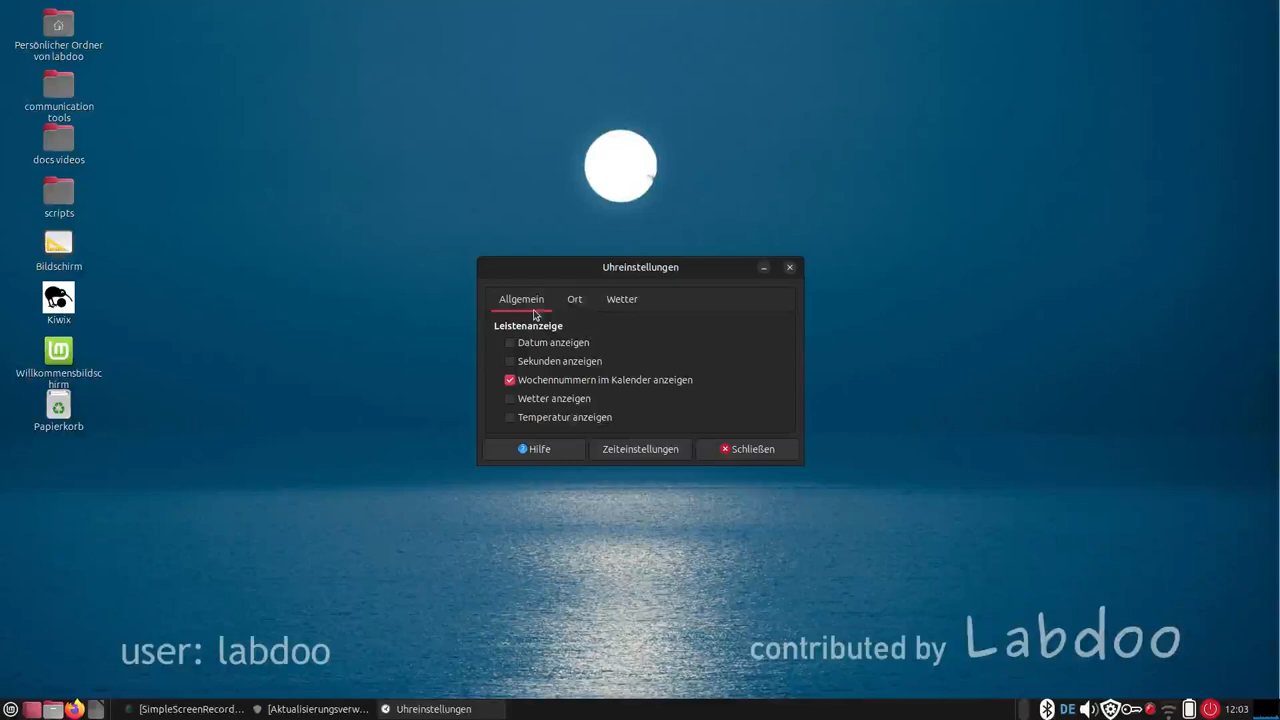 Persönlicher Ordner
von labdoo
communication
tools
docs videos
scripts
Bildschirm
Kiwix
Willkommensbildsc
hirm
Papierkorb
Uhreinstellungen
Allgemein Ort Wetter
Leistenanzeige
Datum anzeigen
Sekunden anzeigen
Wochennummern im Kalender anzeigen
Wetter anzeigen
Temperatur anzeigen
Hilfe Zeiteinstellungen Schließen
user: labdoo
contributed by Labdoo
[SimpleScreenRecord... [Aktualisierungsverw... Uhreinstellungen DE 12:03